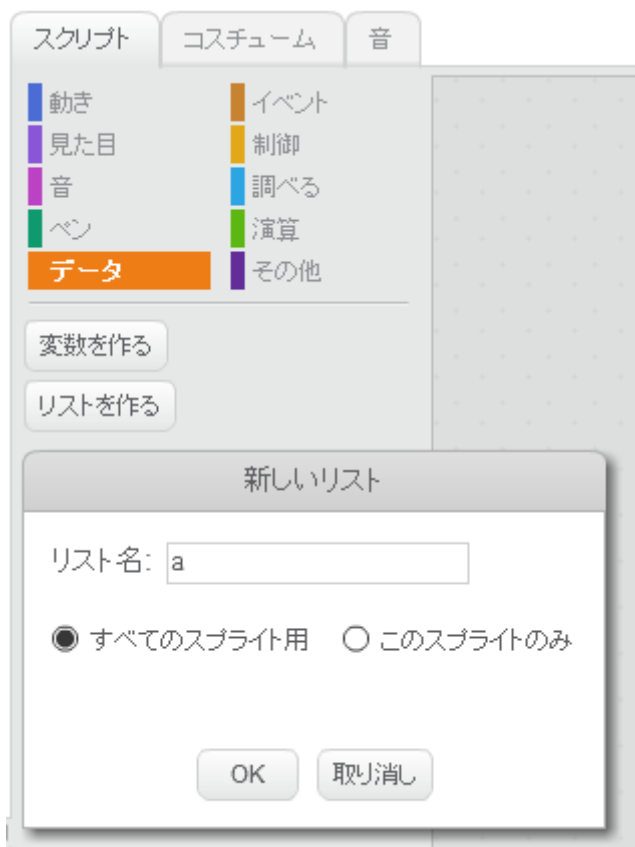 スクリプト コスチューム 音
動き イベント
見た目 制御
音 調べる
ペン 演算
データ その他
変数を作る
リストを作る
新しいリスト
リスト名: a
すべてのスプライト用 このスプライトのみ
OK 取り消し